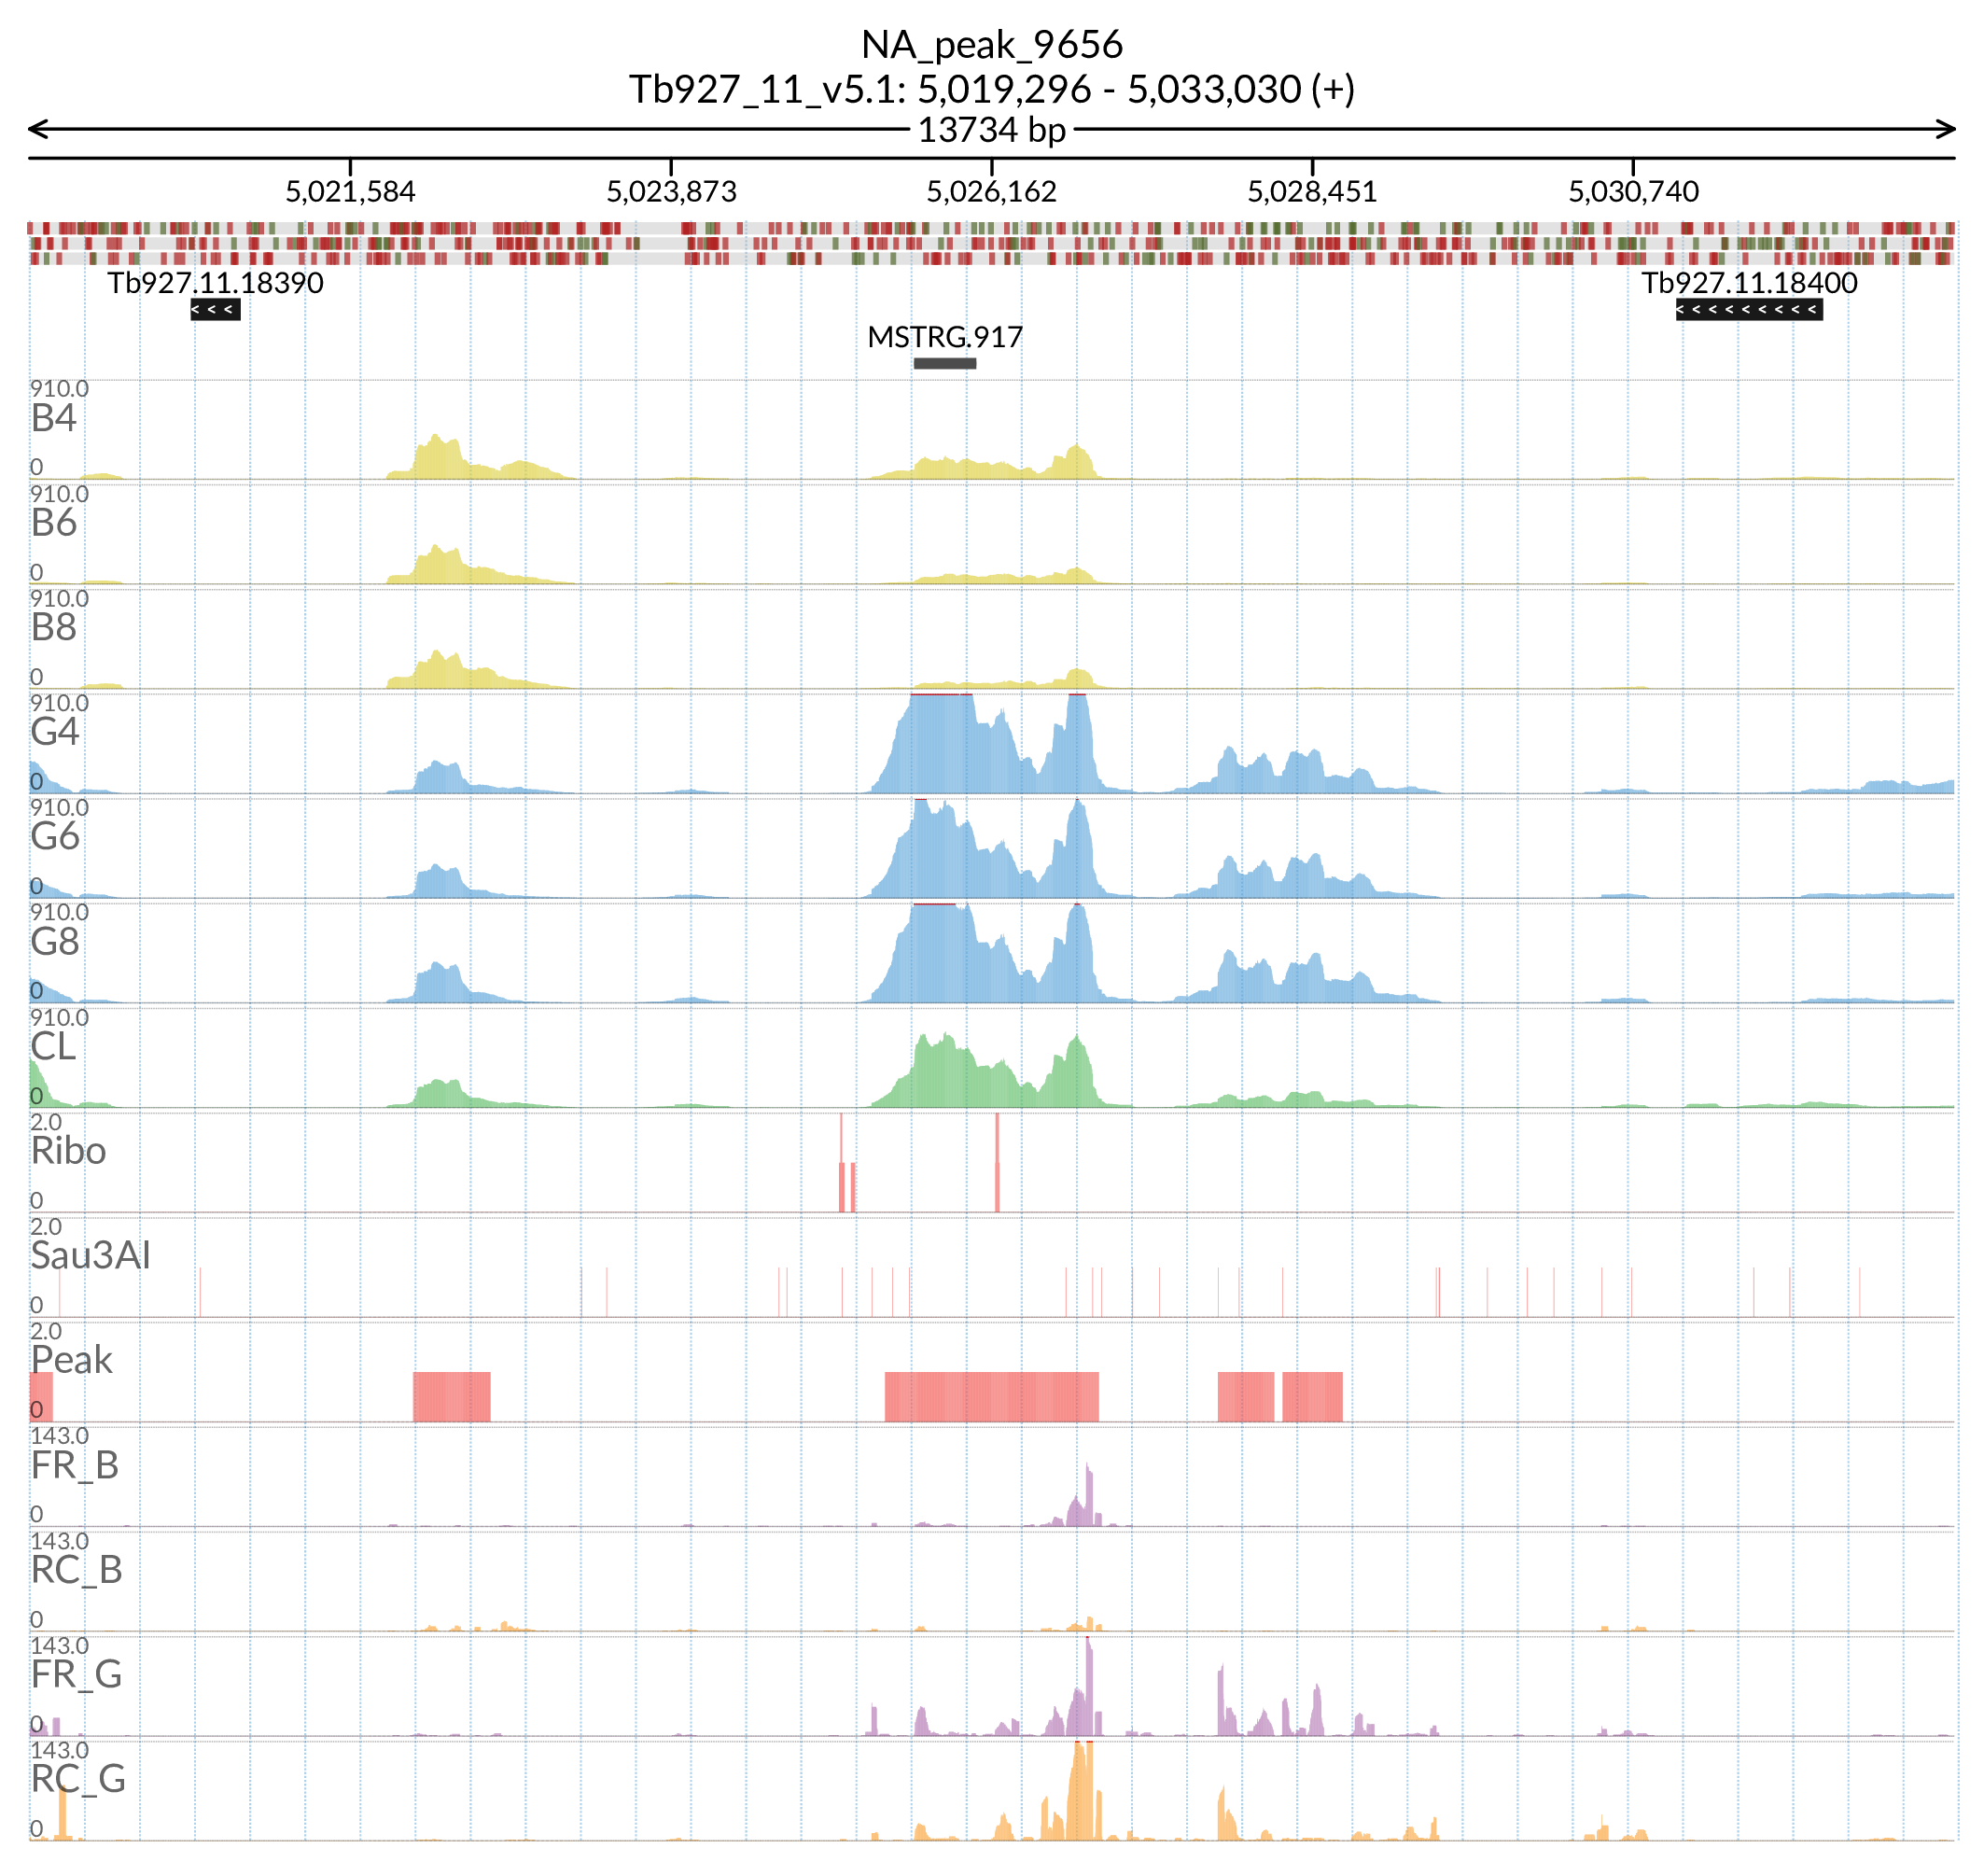 NA_peak_9656
Tb927_11_v5.1: 5,019,296 - 5,033,030 (+)
13734 bp
5,021,584 5,023,873 5,026,162 5,028,451 5,030,740
Tb927.11.18390 Tb927.11.18400
< < < < < < < < < < < <
MSTRG.917
910.0
B4
0
910.0
B6
0
910.0
B8
0
910.0
G4
0
910.0
G6
0
910.0
G8
0
910.0
CL
0
2.0
Ribo
0
2.0
Sau3AI
0
2.0
Peak
0
143.0
FR_B
0
143.0
RC_B
0
143.0
FR_G
0
143.0
RC_G
0